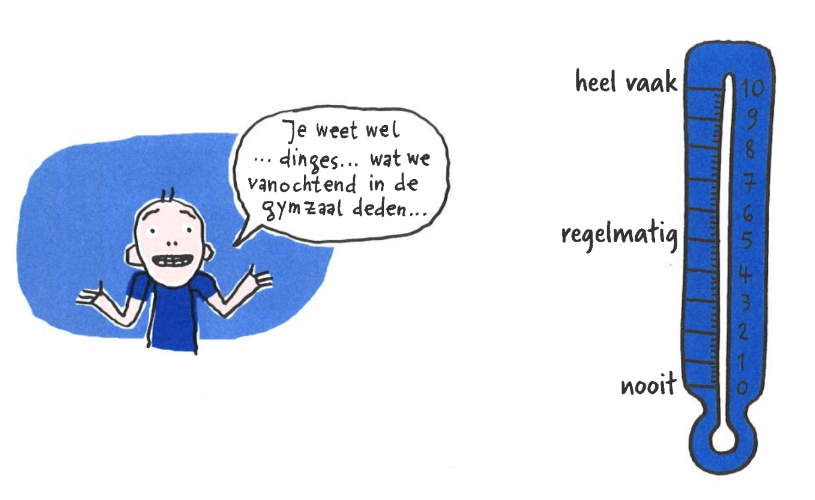 Je weet wel
... dinges... wat we
vanochtend in de
gymzaal deden...
heel vaak
10
9
8
7
6
regelmatig
5
4
3
2
1
nooit
0